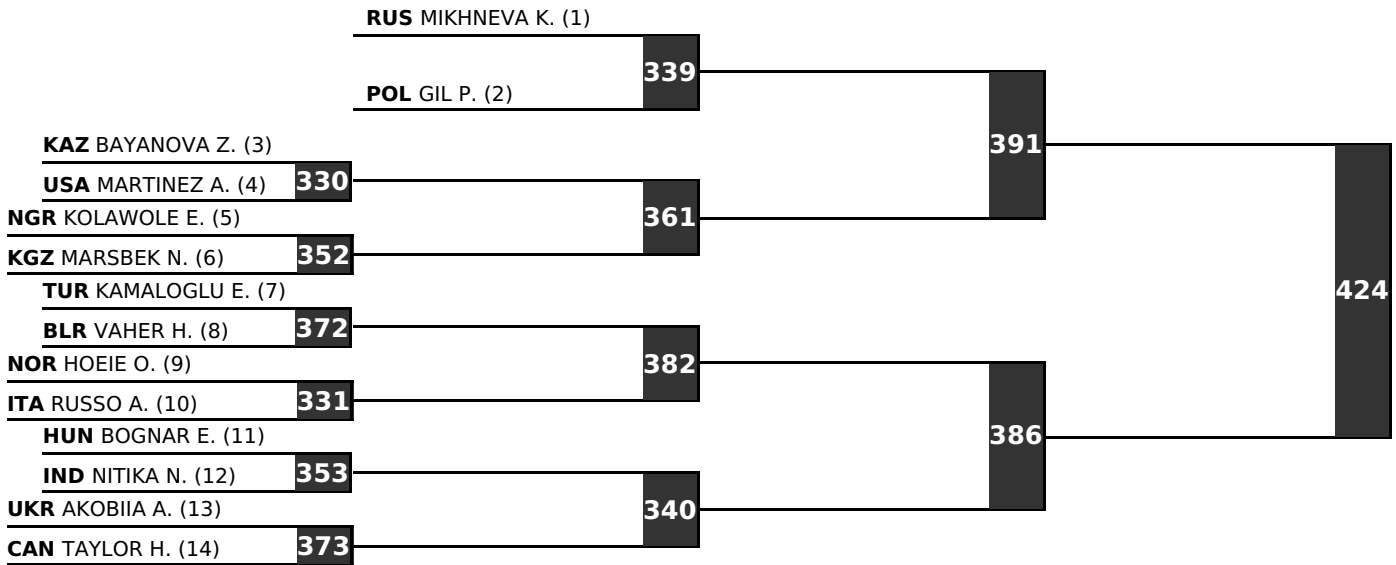 RUS MIKHNEVA K. (1)
339
POL GIL P. (2)
391
KAZ BAYANOVA Z. (3)
330
USA MARTINEZ A. (4)
361
NGR KOLAWOLE E. (5)
352
KGZ MARSBEK N. (6)
424
TUR KAMALOGLU E. (7)
372
BLR VAHER H. (8)
382
NOR HOEIE O. (9)
331
ITA RUSSO A. (10)
386
HUN BOGNAR E. (11)
353
IND NITIKA N. (12)
340
UKR AKOBIIA A. (13)
373
CAN TAYLOR H. (14)